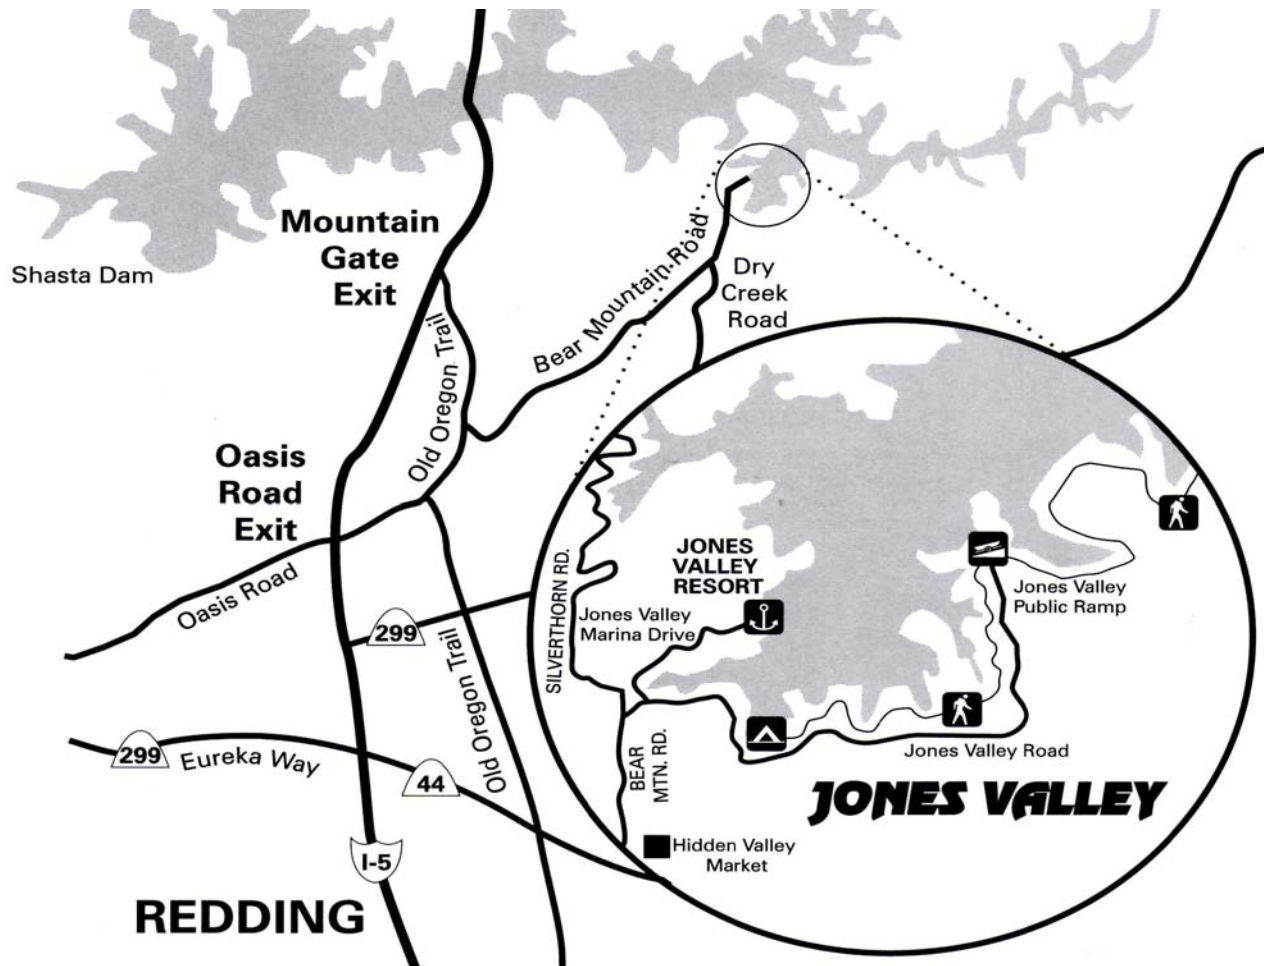 Mountain
Gate
Exit
Shasta Dam
Bear Mountain Road
Dry
Creek
Road
Old Oregon Trail
Oasis
Road
Exit
Oasis Road
299
Old Oregon Trail
299
Eureka Way
44
I-5
REDDING
SILVERTHORN RD.
JONES
VALLEY
RESORT
Jones Valley
Marina Drive
Jones Valley
Public Ramp
BEAR
MTN. RD.
Jones Valley Road
JONES VALLEY
Hidden Valley
Market